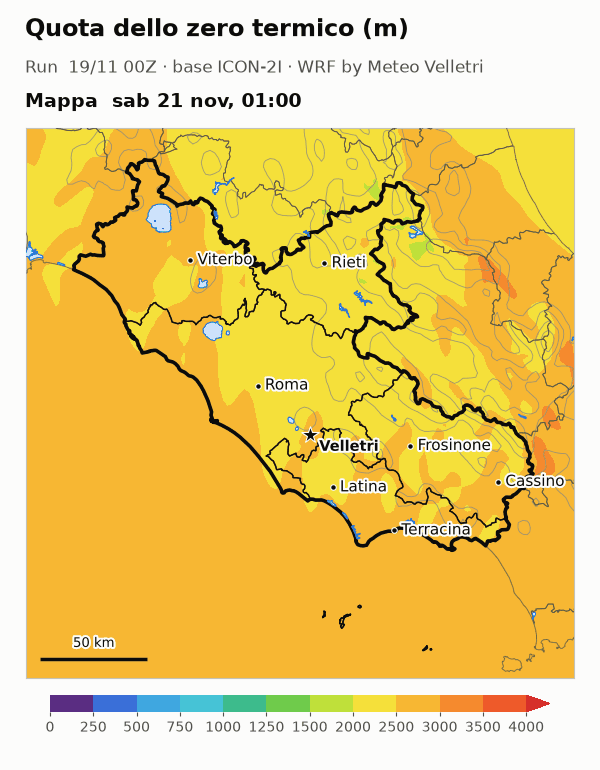 Quota dello zero termico (m)
Run  19/11 00Z · base ICON-2I · WRF by Meteo Velletri
Mappa  sab 21 nov, 01:00
Viterbo
Rieti
Roma
Velletri
Frosinone
Latina
Cassino
Terracina
50 km
0 250 500 750 1000 1250 1500 2000 2500 3000 3500 4000